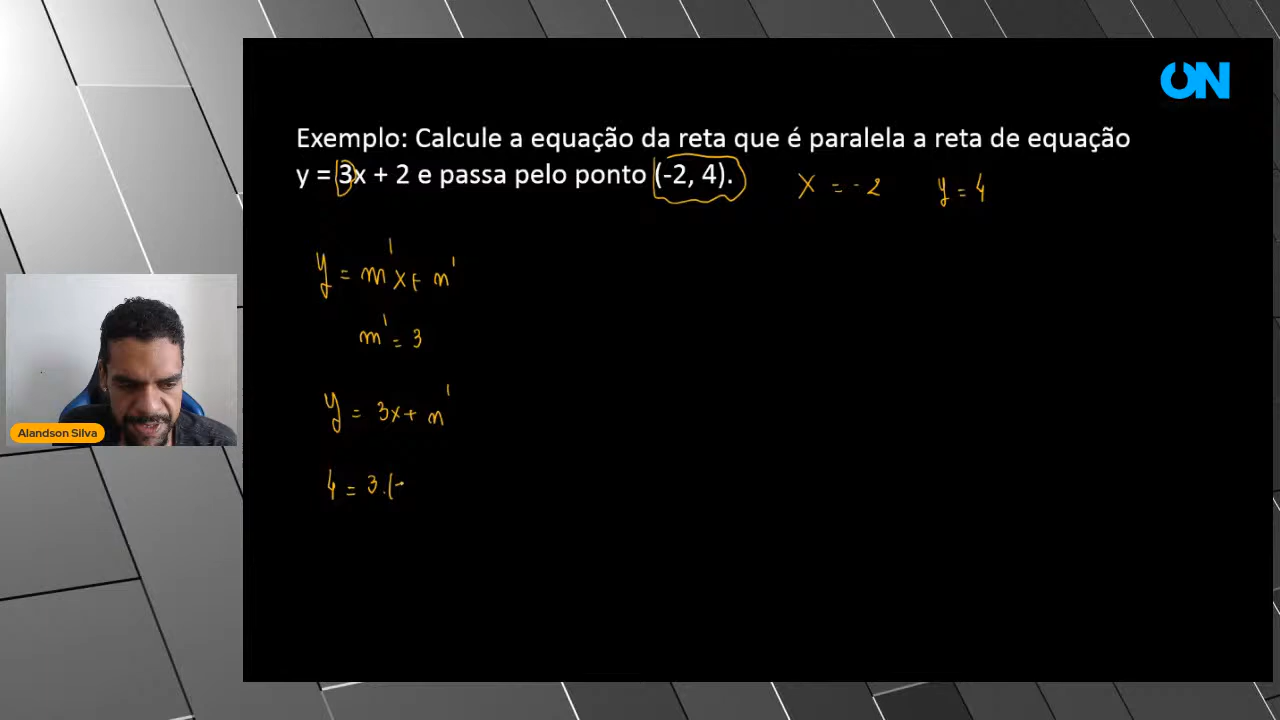 ON
Exemplo: Calcule a equação da reta que é paralela a reta de equação
y = 3x + 2 e passa pelo ponto (-2, 4).
x = -2 y = 4
y = m'x + n'
m' = 3
y = 3x + n'
4 = 3.(-
Alandson Silva